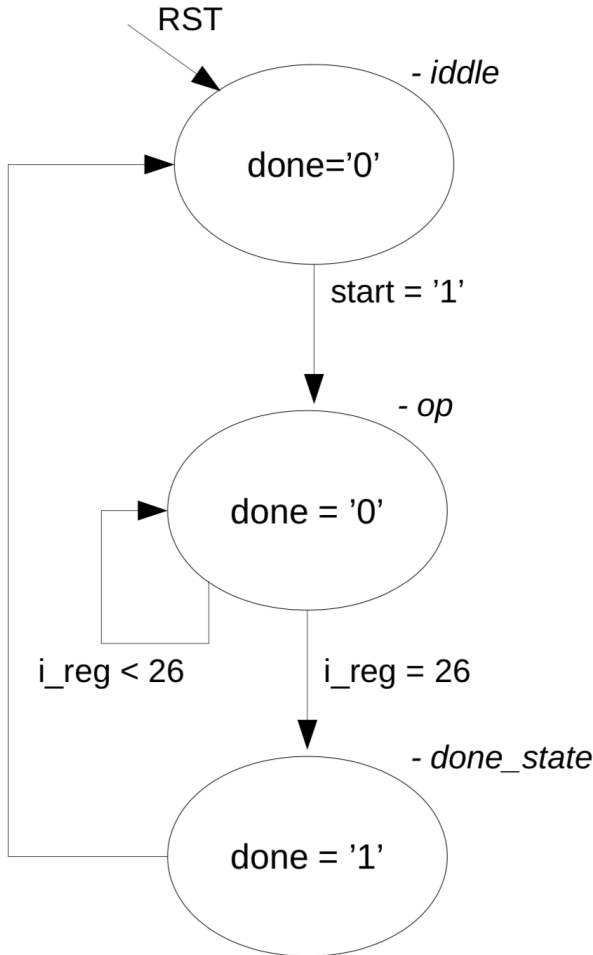 RST
- iddle
done=’0’
start = ’1’
- op
done = ’0’
i_reg < 26
i_reg = 26
- done_state
done = ’1’